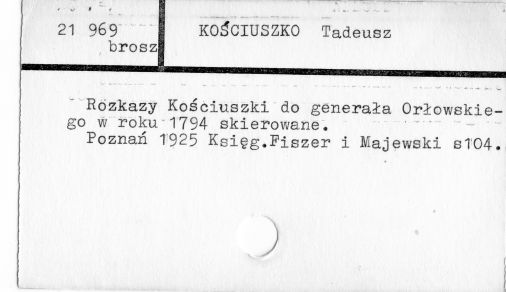 21 969 KOŚCIUSZKO Tadeusz
brosz
Rozkazy Kościuszki do generała Orłowskie-
go w roku 1794 skierowane.
Poznań 1925 Księg.Fiszer i Majewski s104.